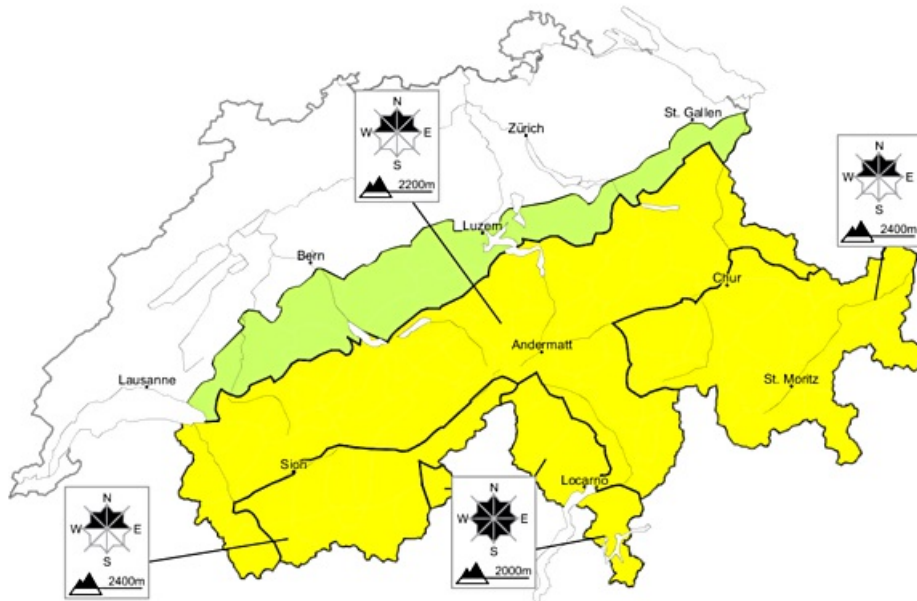 St. Gallen
N
W E
S
2200m
Zürich
N
W E
S
2400m
Luzern
Bern
Chur
Andermatt
Lausanne
St. Moritz
Sion
Locarno
N
W E
S
2400m
N
W E
S
2000m